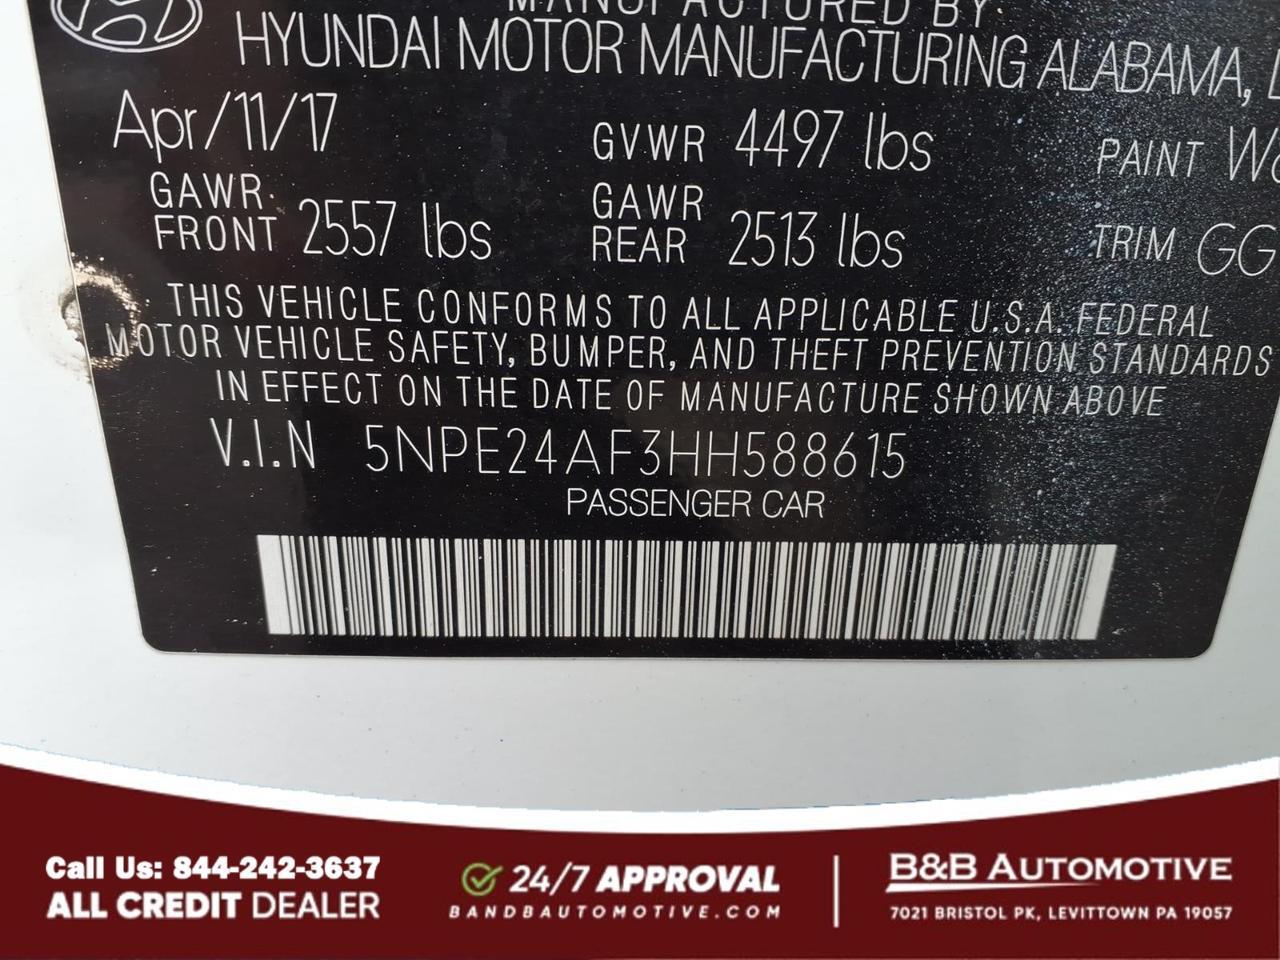 MANUFACTURED BY
HYUNDAI MOTOR MANUFACTURING ALABAMA,
Apr/11/17
GVWR 4497 lbs
PAINT
GAWR FRONT 2557 lbs
GAWR REAR 2513 lbs
TRIM GG
THIS VEHICLE CONFORMS TO ALL APPLICABLE U.S.A. FEDERAL
MOTOR VEHICLE SAFETY, BUMPER, AND THEFT PREVENTION STANDARDS
IN EFFECT ON THE DATE OF MANUFACTURE SHOWN ABOVE
V.I.N 5NPE24AF3HH588615
PASSENGER CAR
Call Us: 844-242-3637
ALL CREDIT DEALER
24/7 APPROVAL
BANDBAUTOMOTIVE.COM
B&B AUTOMOTIVE
7021 BRISTOL PK, LEVITTOWN PA 19057